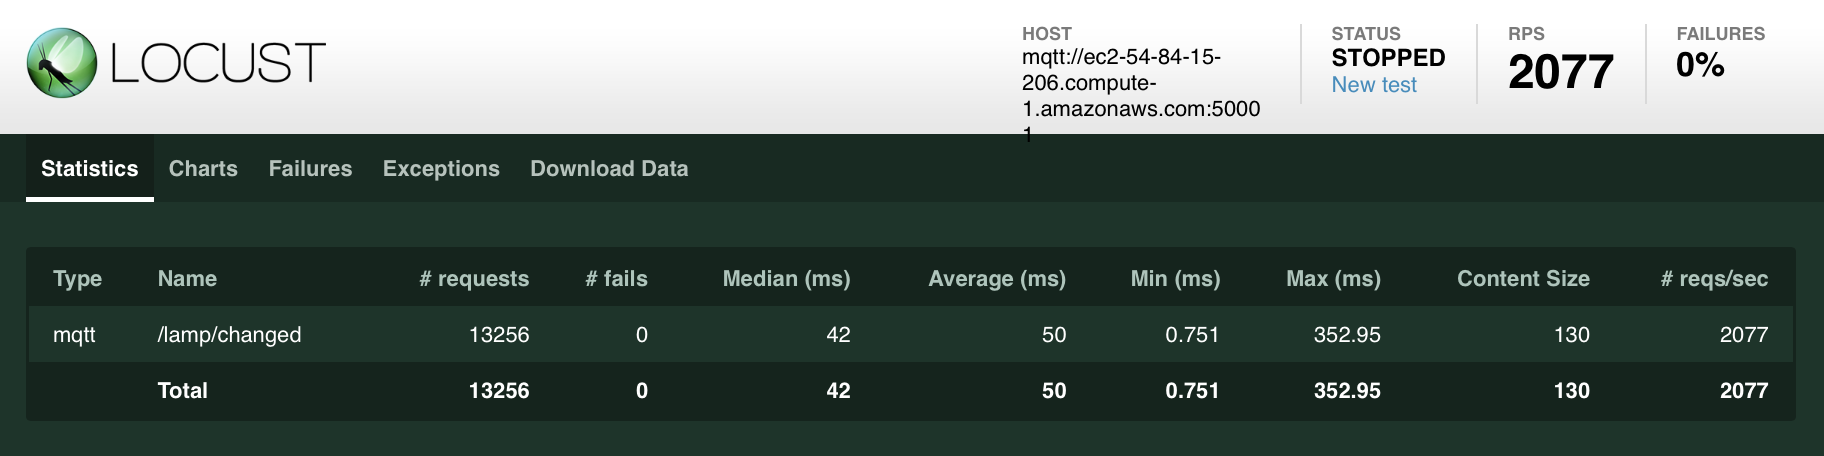 LOCUST
HOST
mqtt://ec2-54-84-15-
206.compute-
1.amazonaws.com:5000
1
STATUS
STOPPED
New test
RPS
2077
FAILURES
0%
Statistics Charts Failures Exceptions Download Data
Type Name # requests # fails Median (ms) Average (ms) Min (ms) Max (ms) Content Size # reqs/sec
mqtt /lamp/changed 13256 0 42 50 0.751 352.95 130 2077
Total 13256 0 42 50 0.751 352.95 130 2077